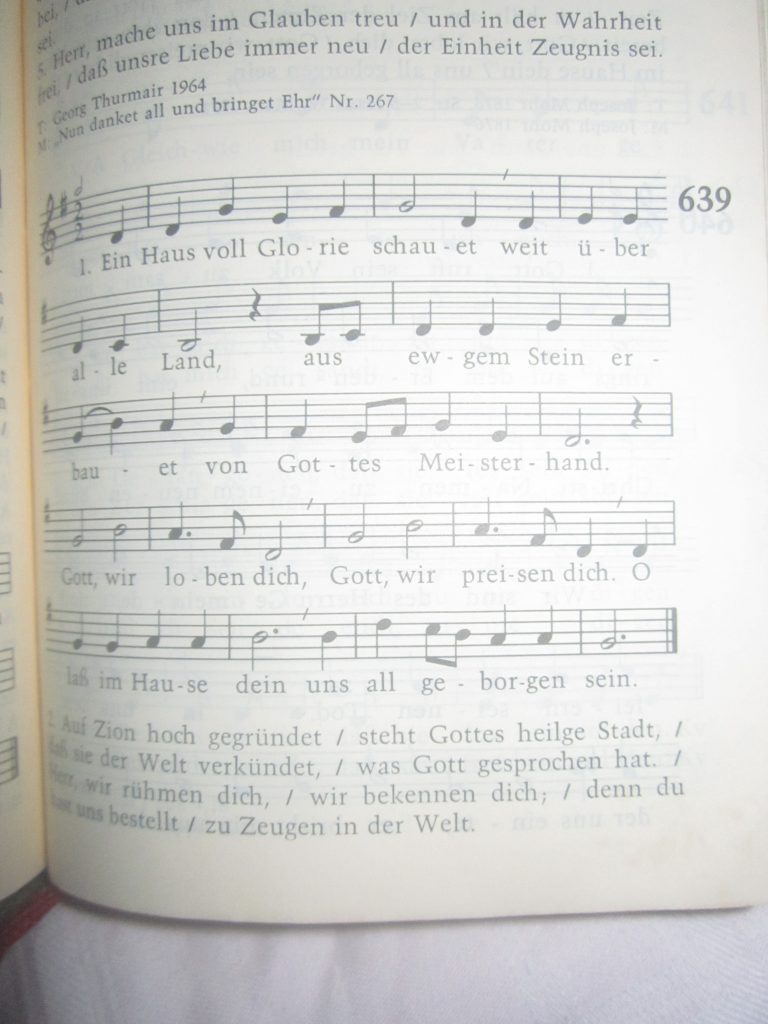 bei, / 
sei.
5. Herr, mache uns im Glauben treu / und in der Wahrheit
frei, / daß unsre Liebe immer neu / der Einheit Zeugnis sei.
T: Georg Thurmair 1964
M: „Nun danket all und bringet Ehr“ Nr. 267
639
1. Ein Haus voll Glo - rie schau - et weit ü - ber
al - le Land, aus ew - gem Stein er -
bau - et von Got - tes Mei - ster - hand.
Gott, wir lo - ben dich, Gott, wir prei - sen dich. O
laß im Hau - se dein uns all ge - bor - gen sein.
2. Auf Zion hoch gegründet / steht Gottes heilge Stadt, /
daß sie der Welt verkündet, / was Gott gesprochen hat. /
Herr, wir rühmen dich, / wir bekennen dich; / denn du
hast uns bestellt / zu Zeugen in der Welt.